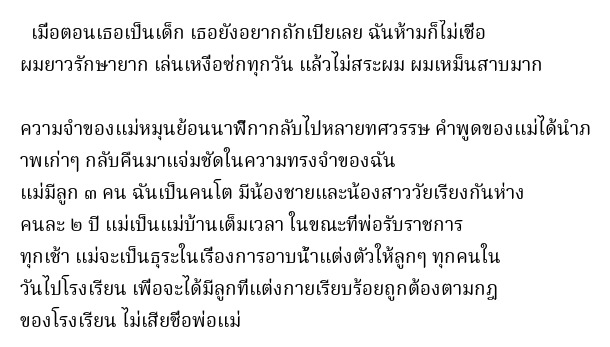 เมื่อตอนเธอเป็นเด็ก เธอยังอยากถักเปียเลย ฉันห้ามก็ไม่เชื่อ
ผมยาวรักษายาก เล่นเหงื่อซ่กทุกวัน แล้วไม่สระผม ผมเหม็นสาบมาก
ความจำของแม่หมุนย้อนนาฬิกากลับไปหลายทศวรรษ คำพูดของแม่ได้นำภ
าพเก่าๆ กลับคืนมาแจ่มชัดในความทรงจำของฉัน
แม่มีลูก ๓ คน ฉันเป็นคนโต มีน้องชายและน้องสาววัยเรียงกันห่าง
คนละ ๒ ปี แม่เป็นแม่บ้านเต็มเวลา ในขณะที่พ่อรับราชการ
ทุกเช้า แม่จะเป็นธุระในเรื่องการอาบน้ำแต่งตัวให้ลูกๆ ทุกคนใน
วันไปโรงเรียน เพื่อจะได้มีลูกที่แต่งกายเรียบร้อยถูกต้องตามกฎ
ของโรงเรียน ไม่เสียชื่อพ่อแม่